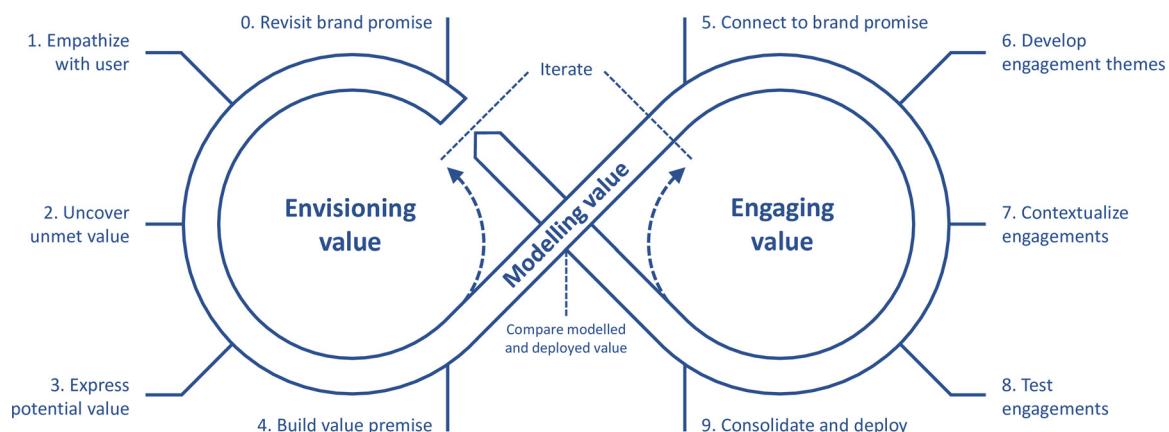 0. Revisit brand promise
1. Empathize
with user
2. Uncover
unmet value
3. Express
potential value
4. Build value premise
Envisioning
value
Iterate
Modelling value
Compare modelled
and deployed value
Engaging
value
5. Connect to brand promise
6. Develop
engagement themes
7. Contextualize
engagements
8. Test
engagements
9. Consolidate and deploy